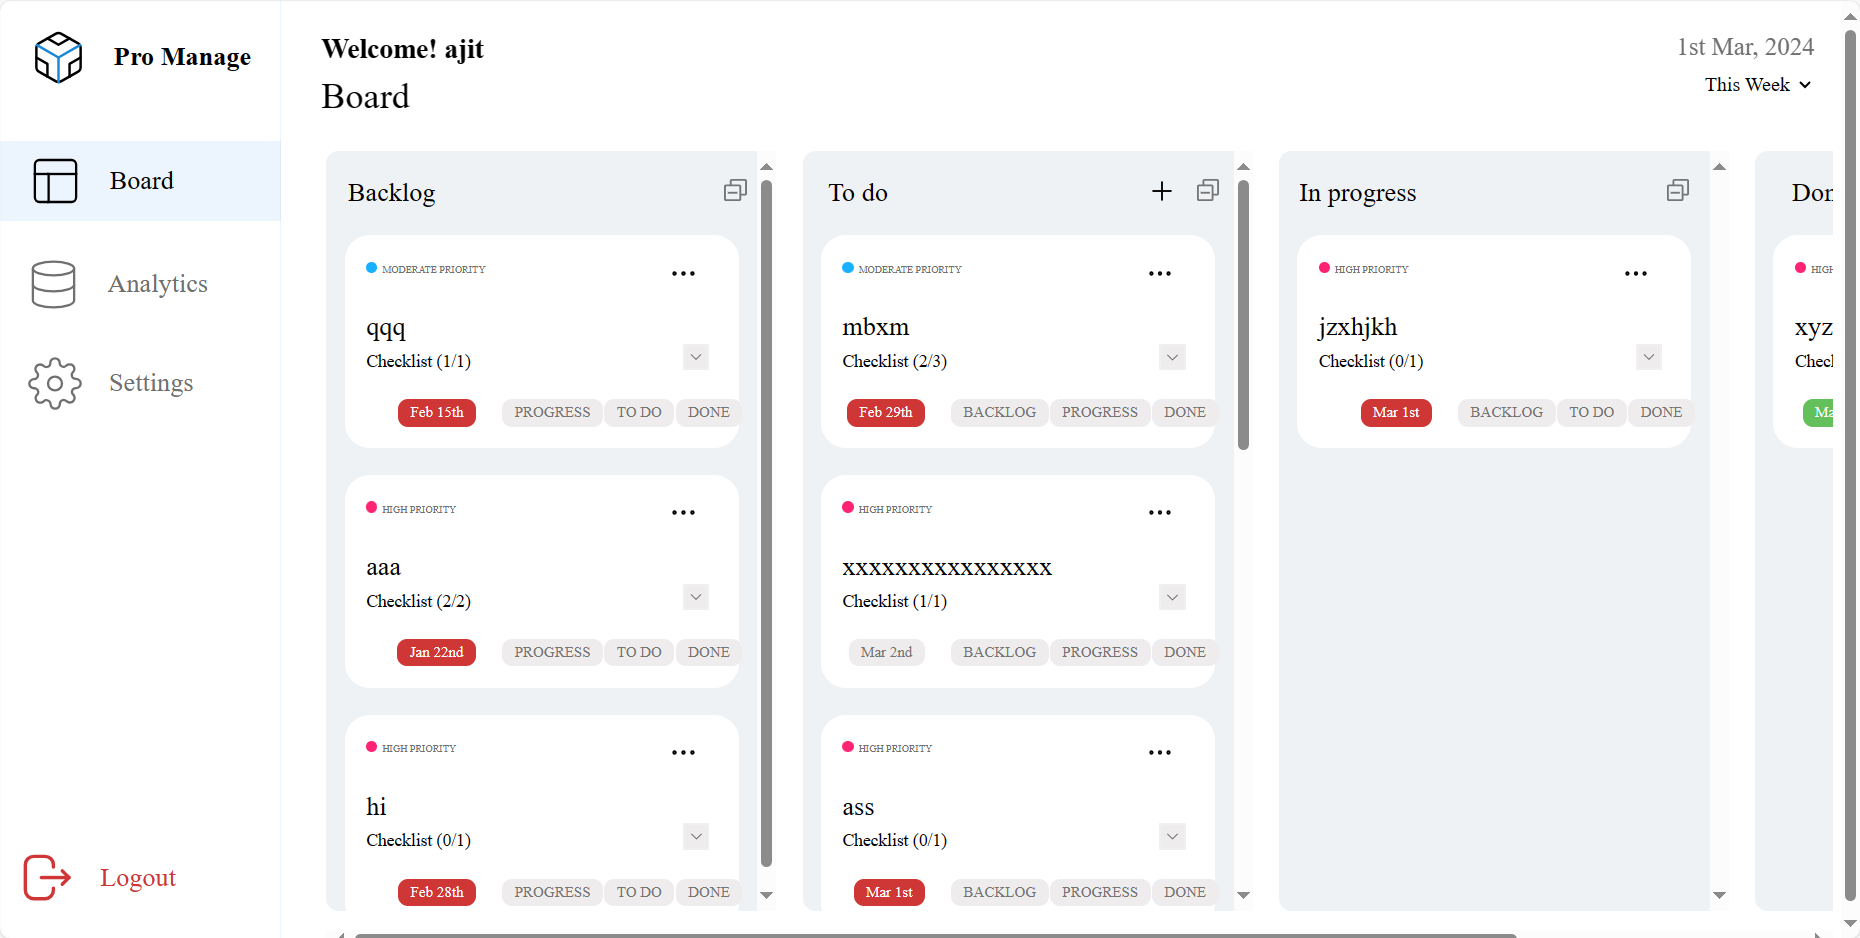 Pro Manage
Board
Analytics
Settings
Logout
Welcome! ajit
Board
1st Mar, 2024
This Week
Backlog
MODERATE PRIORITY
qqq
Checklist (1/1)
Feb 15th PROGRESS TO DO DONE
HIGH PRIORITY
aaa
Checklist (2/2)
Jan 22nd PROGRESS TO DO DONE
HIGH PRIORITY
hi
Checklist (0/1)
Feb 28th PROGRESS TO DO DONE
To do
MODERATE PRIORITY
mbxm
Checklist (2/3)
Feb 29th BACKLOG PROGRESS DONE
HIGH PRIORITY
xxxxxxxxxxxxxxxx
Checklist (1/1)
Mar 2nd BACKLOG PROGRESS DONE
HIGH PRIORITY
ass
Checklist (0/1)
Mar 1st BACKLOG PROGRESS DONE
In progress
HIGH PRIORITY
jzxhjkh
Checklist (0/1)
Mar 1st BACKLOG TO DO DONE
xyz